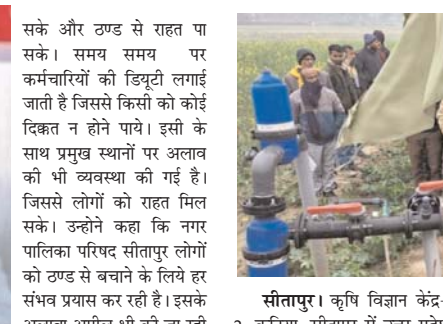 सके और ठण्ड से राहत पा
सके। समय समय पर
कर्मचारियों की डियूटी लगाई
जाती है जिससे किसी को कोई
दिक्कत न होने पाये। इसी के
साथ प्रमुख स्थानों पर अलाव
की भी व्यवस्था की गई है।
जिससे लोगों को राहत मिल
सके। उन्होने कहा कि नगर
पालिका परिषद सीतापुर लोगों
को ठण्ड से बचाने के लिये हर
संभव प्रयास कर रही है। इसके
सीतापुर। कृषि विज्ञान केंद्र-